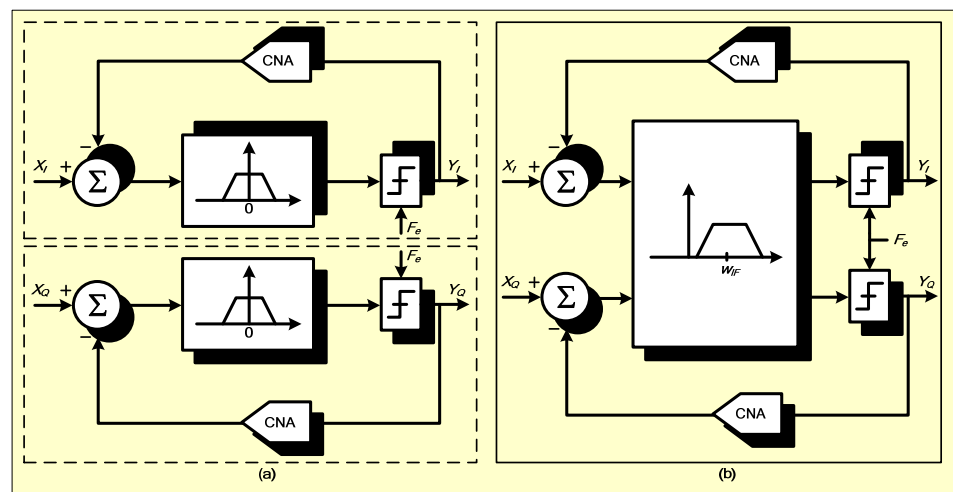 CNA
−
X_I + Σ 0 Y_I
F_e
F_e
X_Q + Σ 0 Y_Q
−
CNA
(a)
CNA
−
X_I + Σ Y_I
w_IF F_e
X_Q + Σ Y_Q
−
CNA
(b)